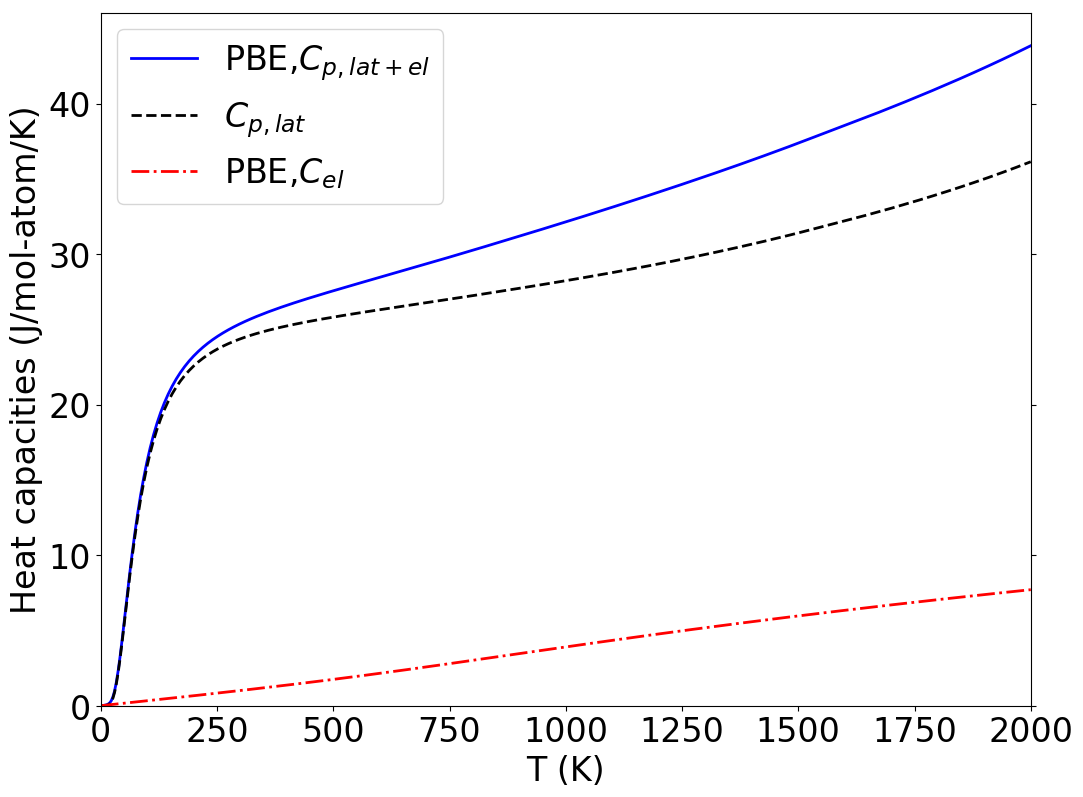 PBE,C_{p,lat+el}
C_{p,lat}
PBE,C_{el}
Heat capacities (J/mol-atom/K)
40
30
20
10
0
0 250 500 750 1000 1250 1500 1750 2000
T (K)